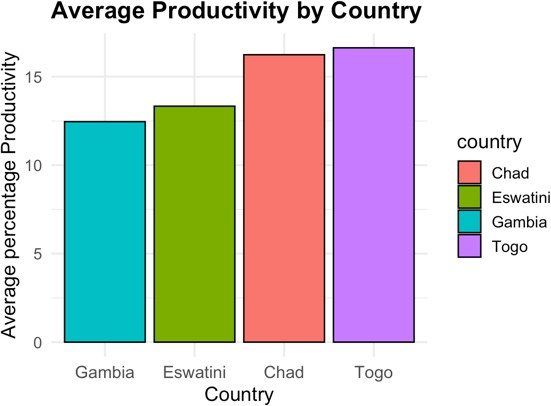 Average Productivity by Country
Average percentage Productivity
15
10
5
0
Gambia
Eswatini
Chad
Togo
Country
country
Chad
Eswatini
Gambia
Togo